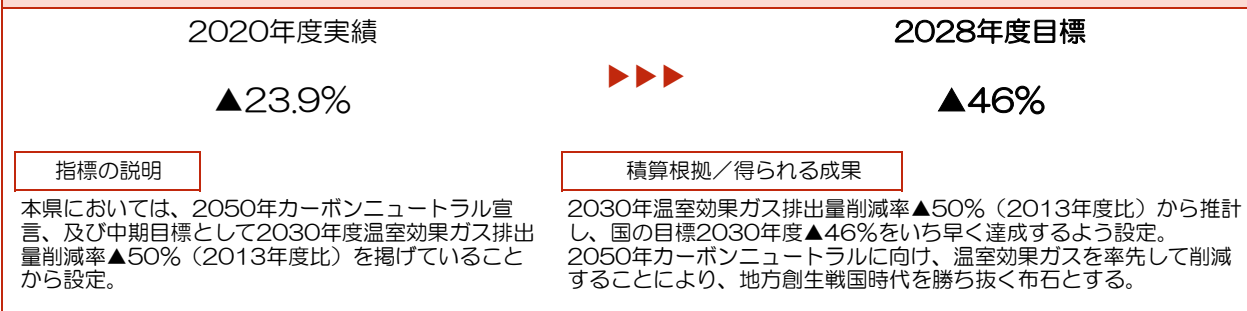 2020年度実績
2028年度目標
▲23.9%
▶▶▶
▲46%
指標の説明
積算根拠／得られる成果
本県においては、2050年カーボンニュートラル宣
言、及び中期目標として2030年度温室効果ガス排出
量削減率▲50%（2013年度比）を掲げていること
から設定。
2030年温室効果ガス排出量削減率▲50%（2013年度比）から推計
し、国の目標2030年度▲46%をいち早く達成するよう設定。
2050年カーボンニュートラルに向け、温室効果ガスを率先して削減
することにより、地方創生戦国時代を勝ち抜く布石とする。